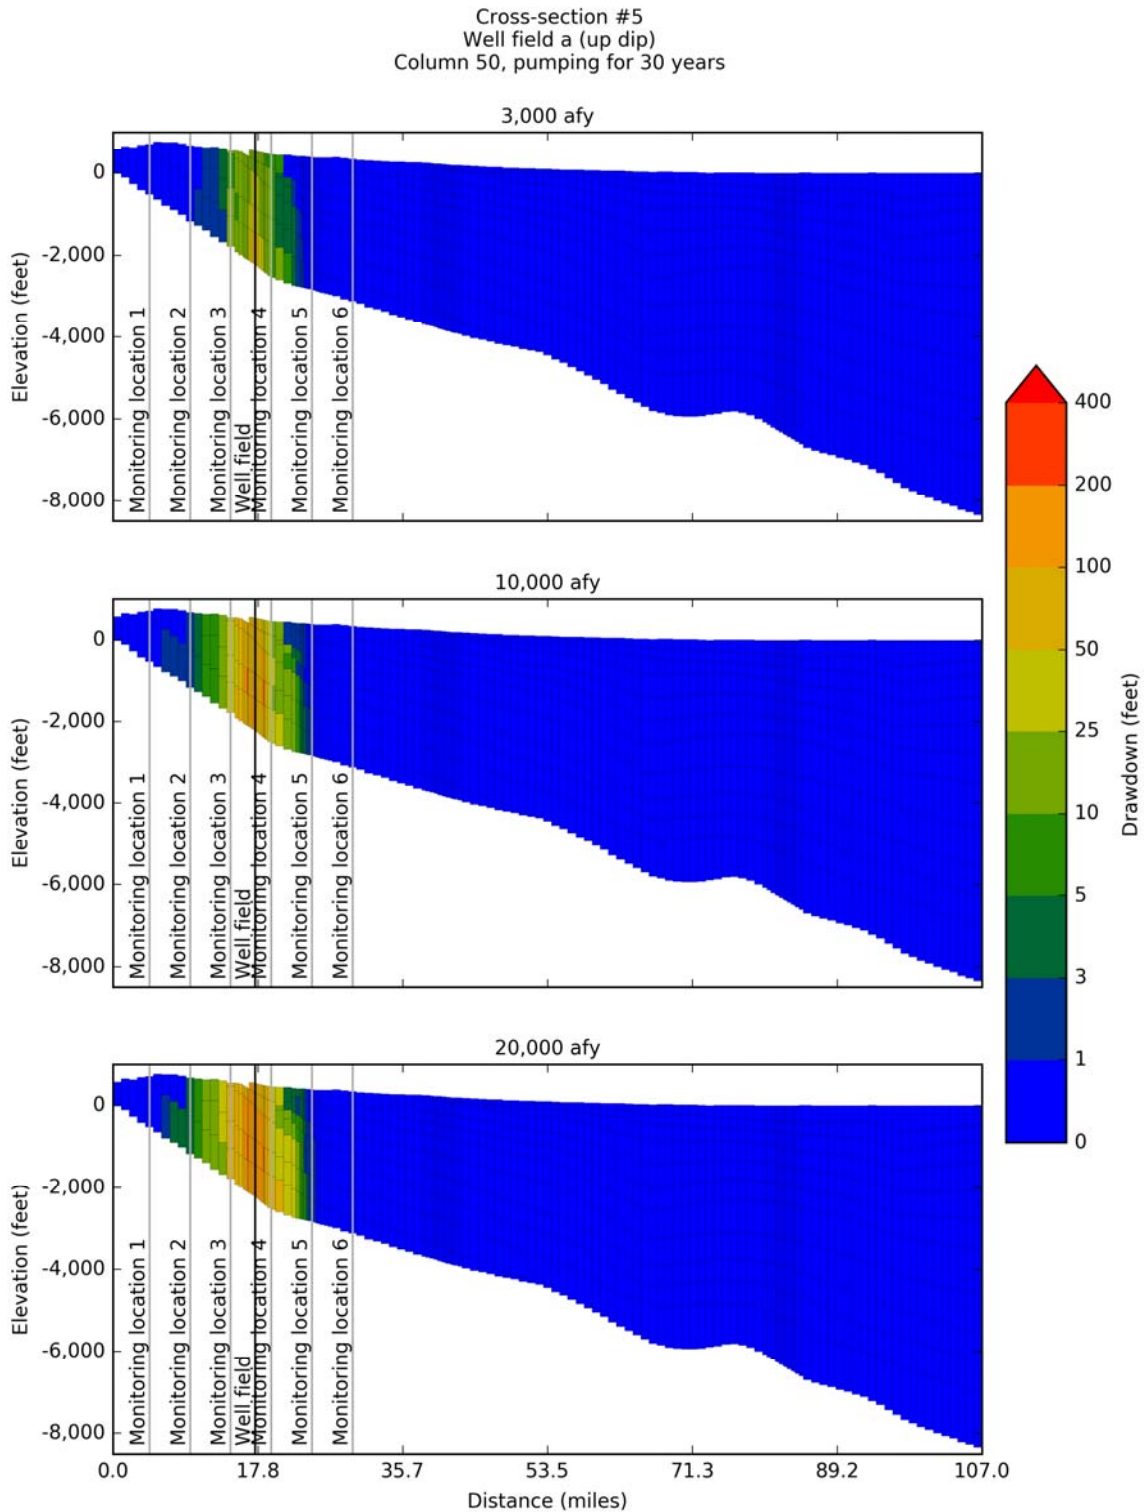 Cross-section #5
Well field a (up dip)
Column 50, pumping for 30 years
3,000 afy
0
-2,000
-4,000
-6,000
-8,000
Elevation (feet)
Monitoring location 1
Monitoring location 2
Monitoring location 3
Well field
Monitoring location 4
Monitoring location 5
Monitoring location 6
10,000 afy
0
-2,000
-4,000
-6,000
-8,000
Elevation (feet)
Monitoring location 1
Monitoring location 2
Monitoring location 3
Well field
Monitoring location 4
Monitoring location 5
Monitoring location 6
20,000 afy
0
-2,000
-4,000
-6,000
-8,000
Elevation (feet)
Monitoring location 1
Monitoring location 2
Monitoring location 3
Well field
Monitoring location 4
Monitoring location 5
Monitoring location 6
0.0 17.8 35.7 53.5 71.3 89.2 107.0
Distance (miles)
400
200
100
50
25
10
5
3
1
0
Drawdown (feet)